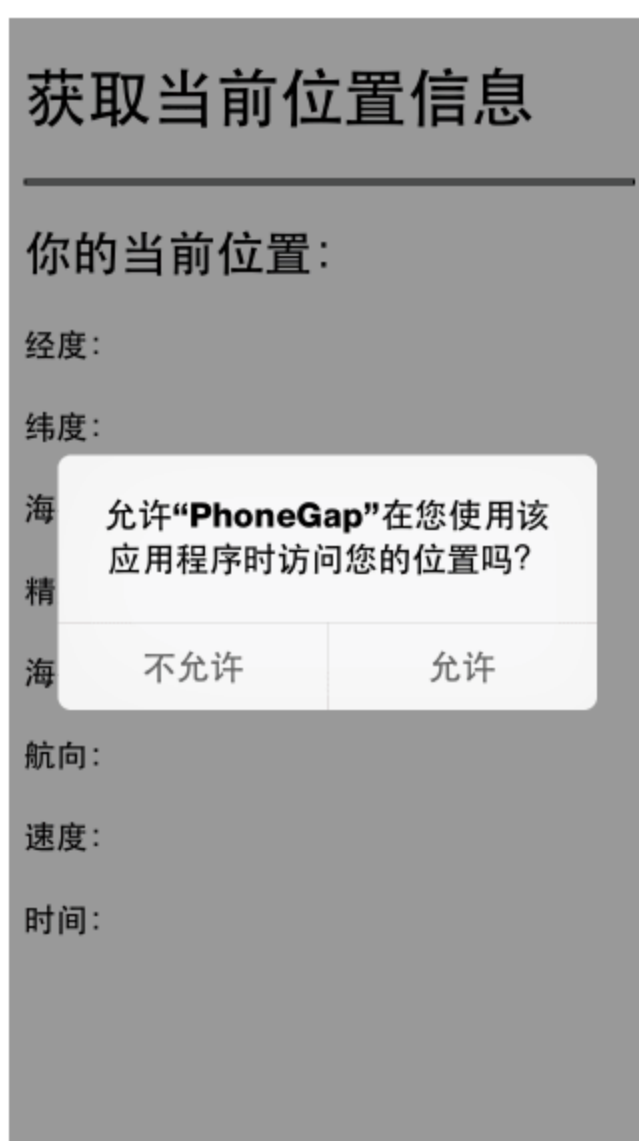 获取当前位置信息
你的当前位置：
经度：
纬度：
海
允许“PhoneGap”在您使用该
应用程序时访问您的位置吗？
精
不允许
允许
海
航向：
速度：
时间：